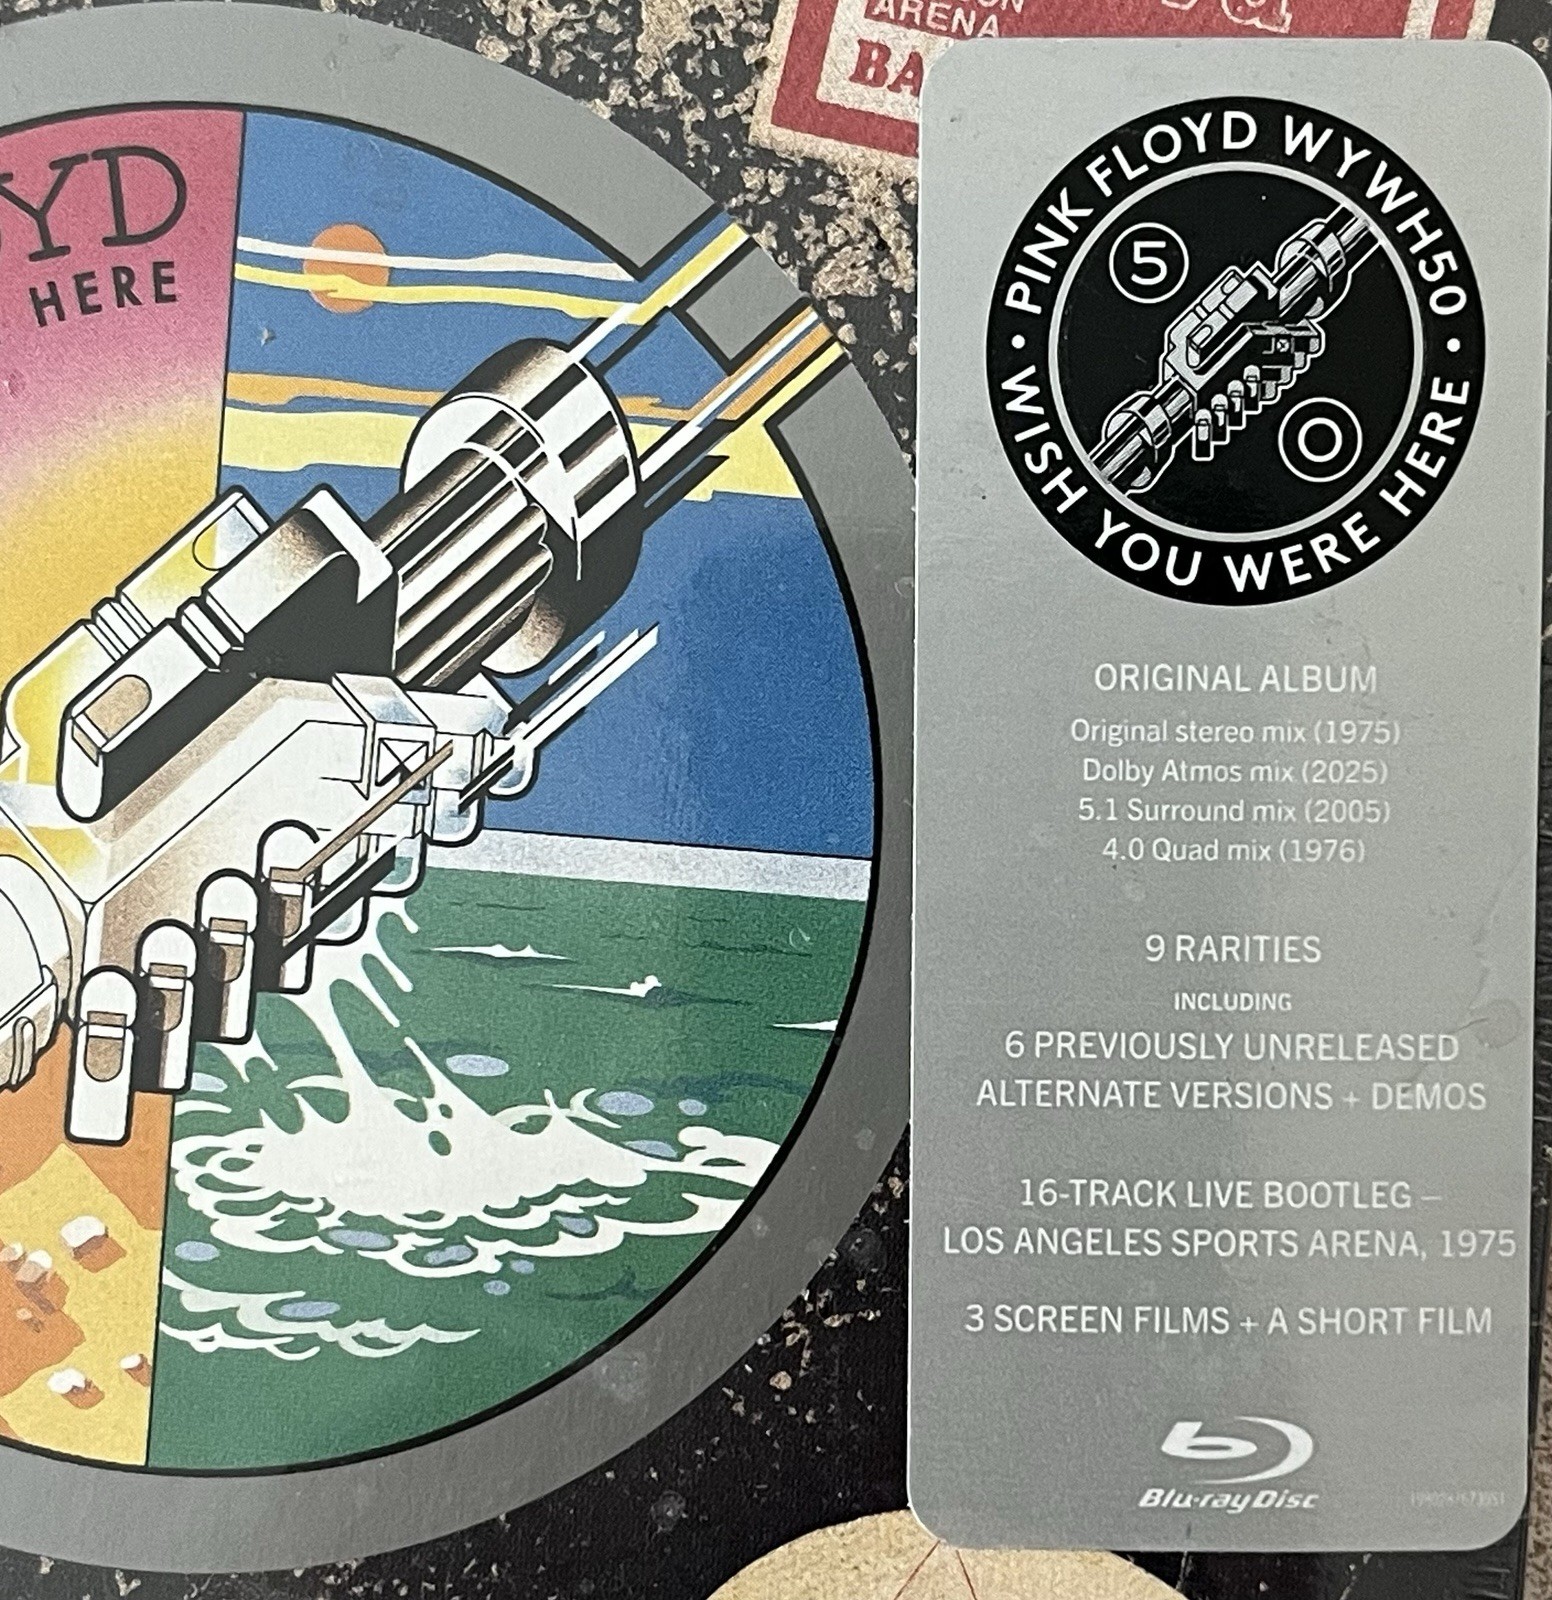 ARENA
BA
YD
HERE
PINK FLOYD WYWH50
5
0
WISH YOU WERE HERE
ORIGINAL ALBUM
Original stereo mix (1975)
Dolby Atmos mix (2025)
5.1 Surround mix (2005)
4.0 Quad mix (1976)
9 RARITIES
INCLUDING
6 PREVIOUSLY UNRELEASED
ALTERNATE VERSIONS + DEMOS
16-TRACK LIVE BOOTLEG –
LOS ANGELES SPORTS ARENA, 1975
3 SCREEN FILMS + A SHORT FILM
Blu-ray Disc